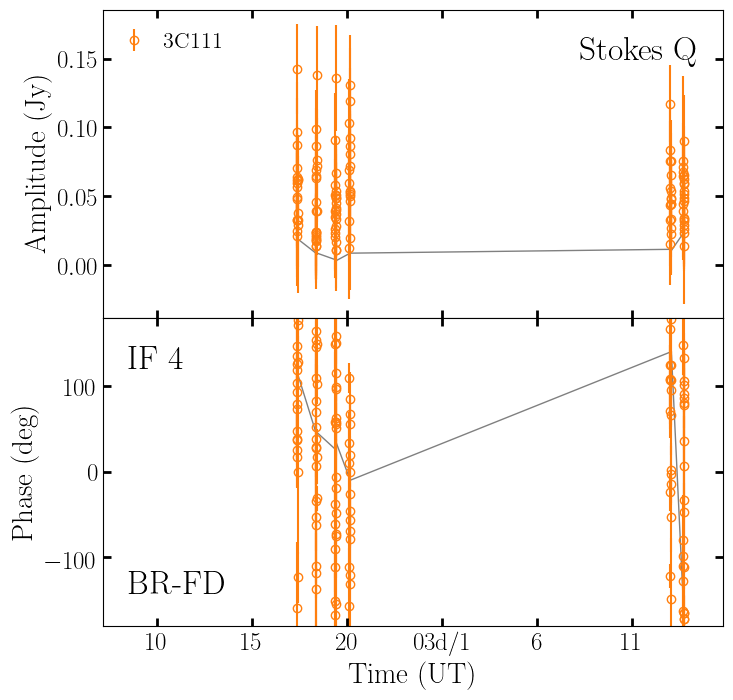 3C111
Stokes Q
0.15
0.10
0.05
0.00
Amplitude (Jy)
IF 4
100
0
−100
Phase (deg)
BR-FD
10 15 20 03d/1 6 11
Time (UT)